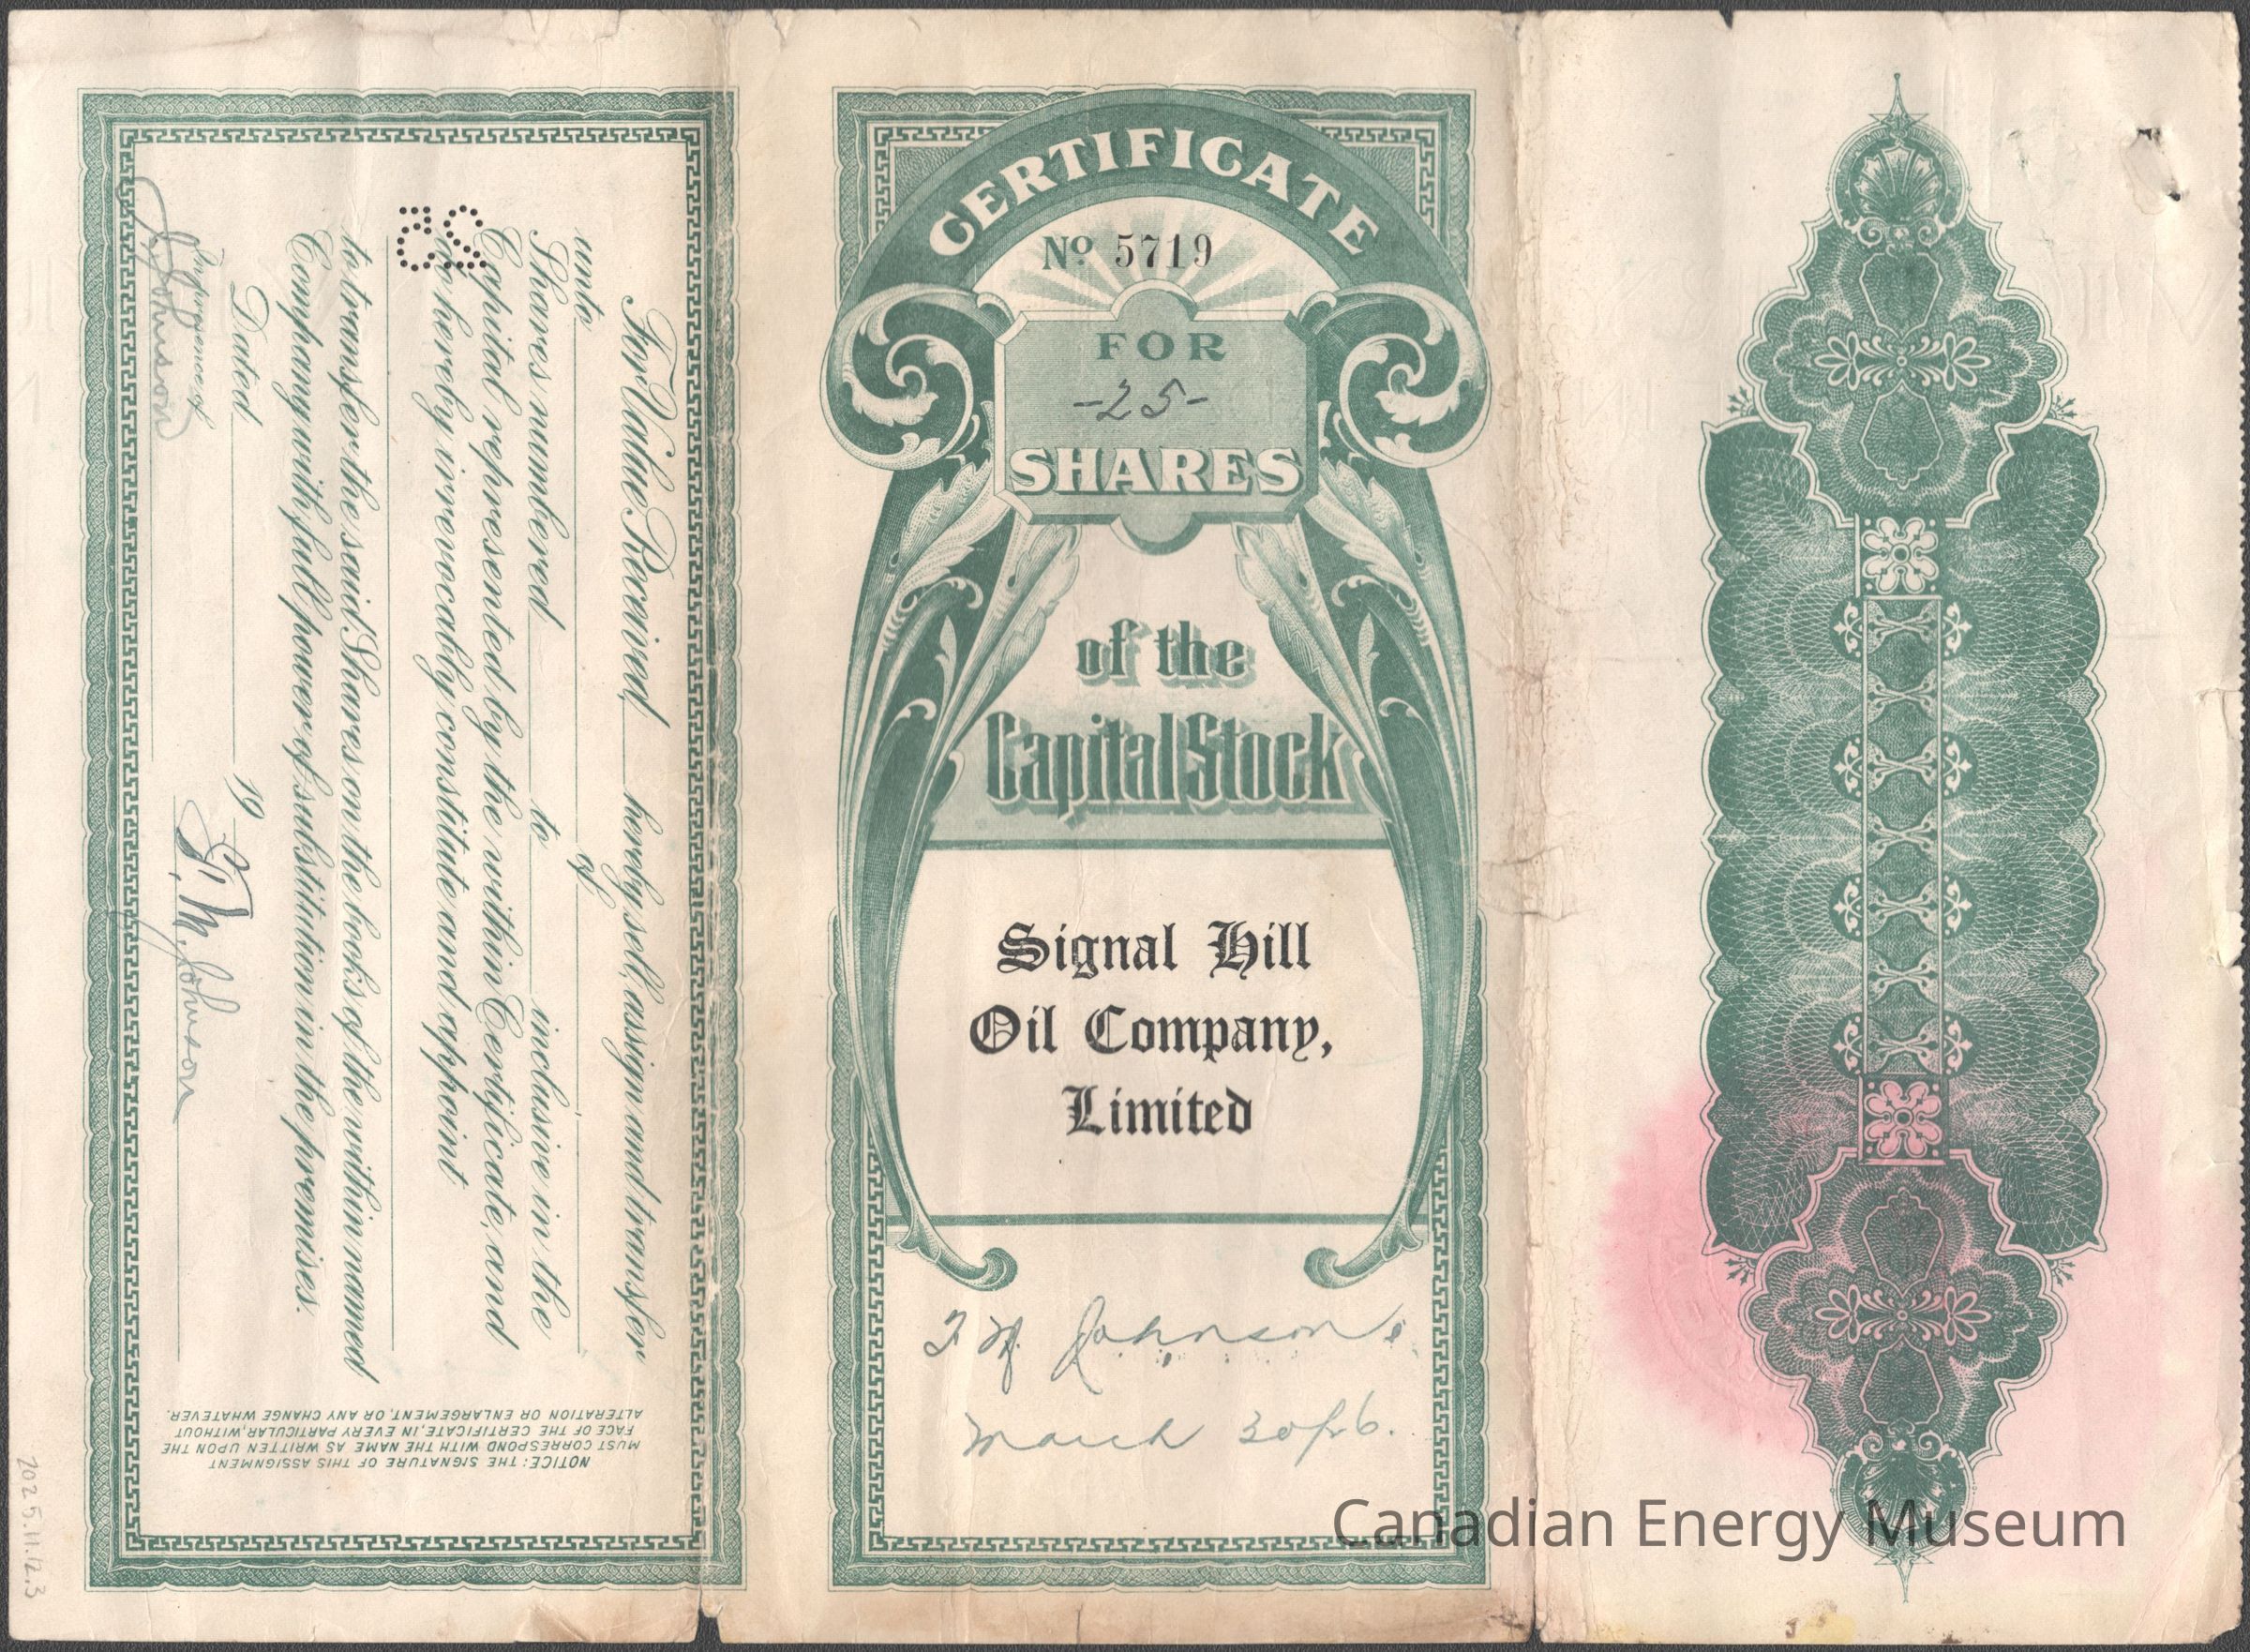 For Value Received, hereby sell, assign and transfer
unto of
Shares numbered to inclusive in the
Capital represented by the within Certificate, and
do hereby irrevocably constitute and appoint
to transfer the said Shares on the books of the within named
Company with full power of substitution in the premises.
Dated 19
In presence of
J. Johnson
F. M. Johnson
25
NOTICE: THE SIGNATURE OF THIS ASSIGNMENT
MUST CORRESPOND WITH THE NAME AS WRITTEN UPON THE
FACE OF THE CERTIFICATE, IN EVERY PARTICULAR, WITHOUT
ALTERATION OR ENLARGEMENT, OR ANY CHANGE WHATEVER.
2025.11.12.3
CERTIFICATE
No. 5719
FOR
-25-
SHARES
of the
Capital Stock
Signal Hill
Oil Company,
Limited
Johnson
March 30
Canadian Energy Museum